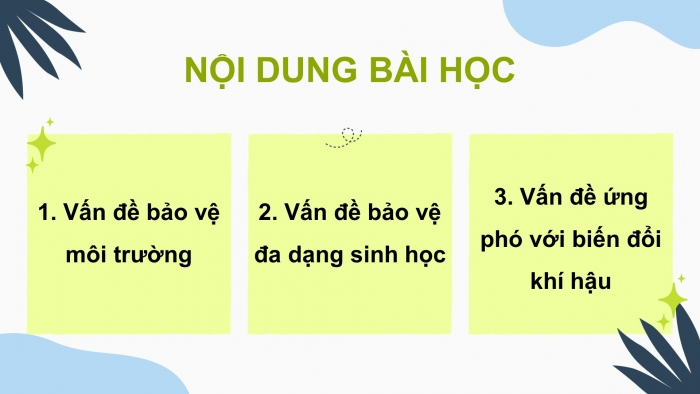 NỘI DUNG BÀI HỌC
1. Vấn đề bảo vệ
môi trường
2. Vấn đề bảo vệ
đa dạng sinh học
3. Vấn đề ứng
phó với biến đổi
khí hậu